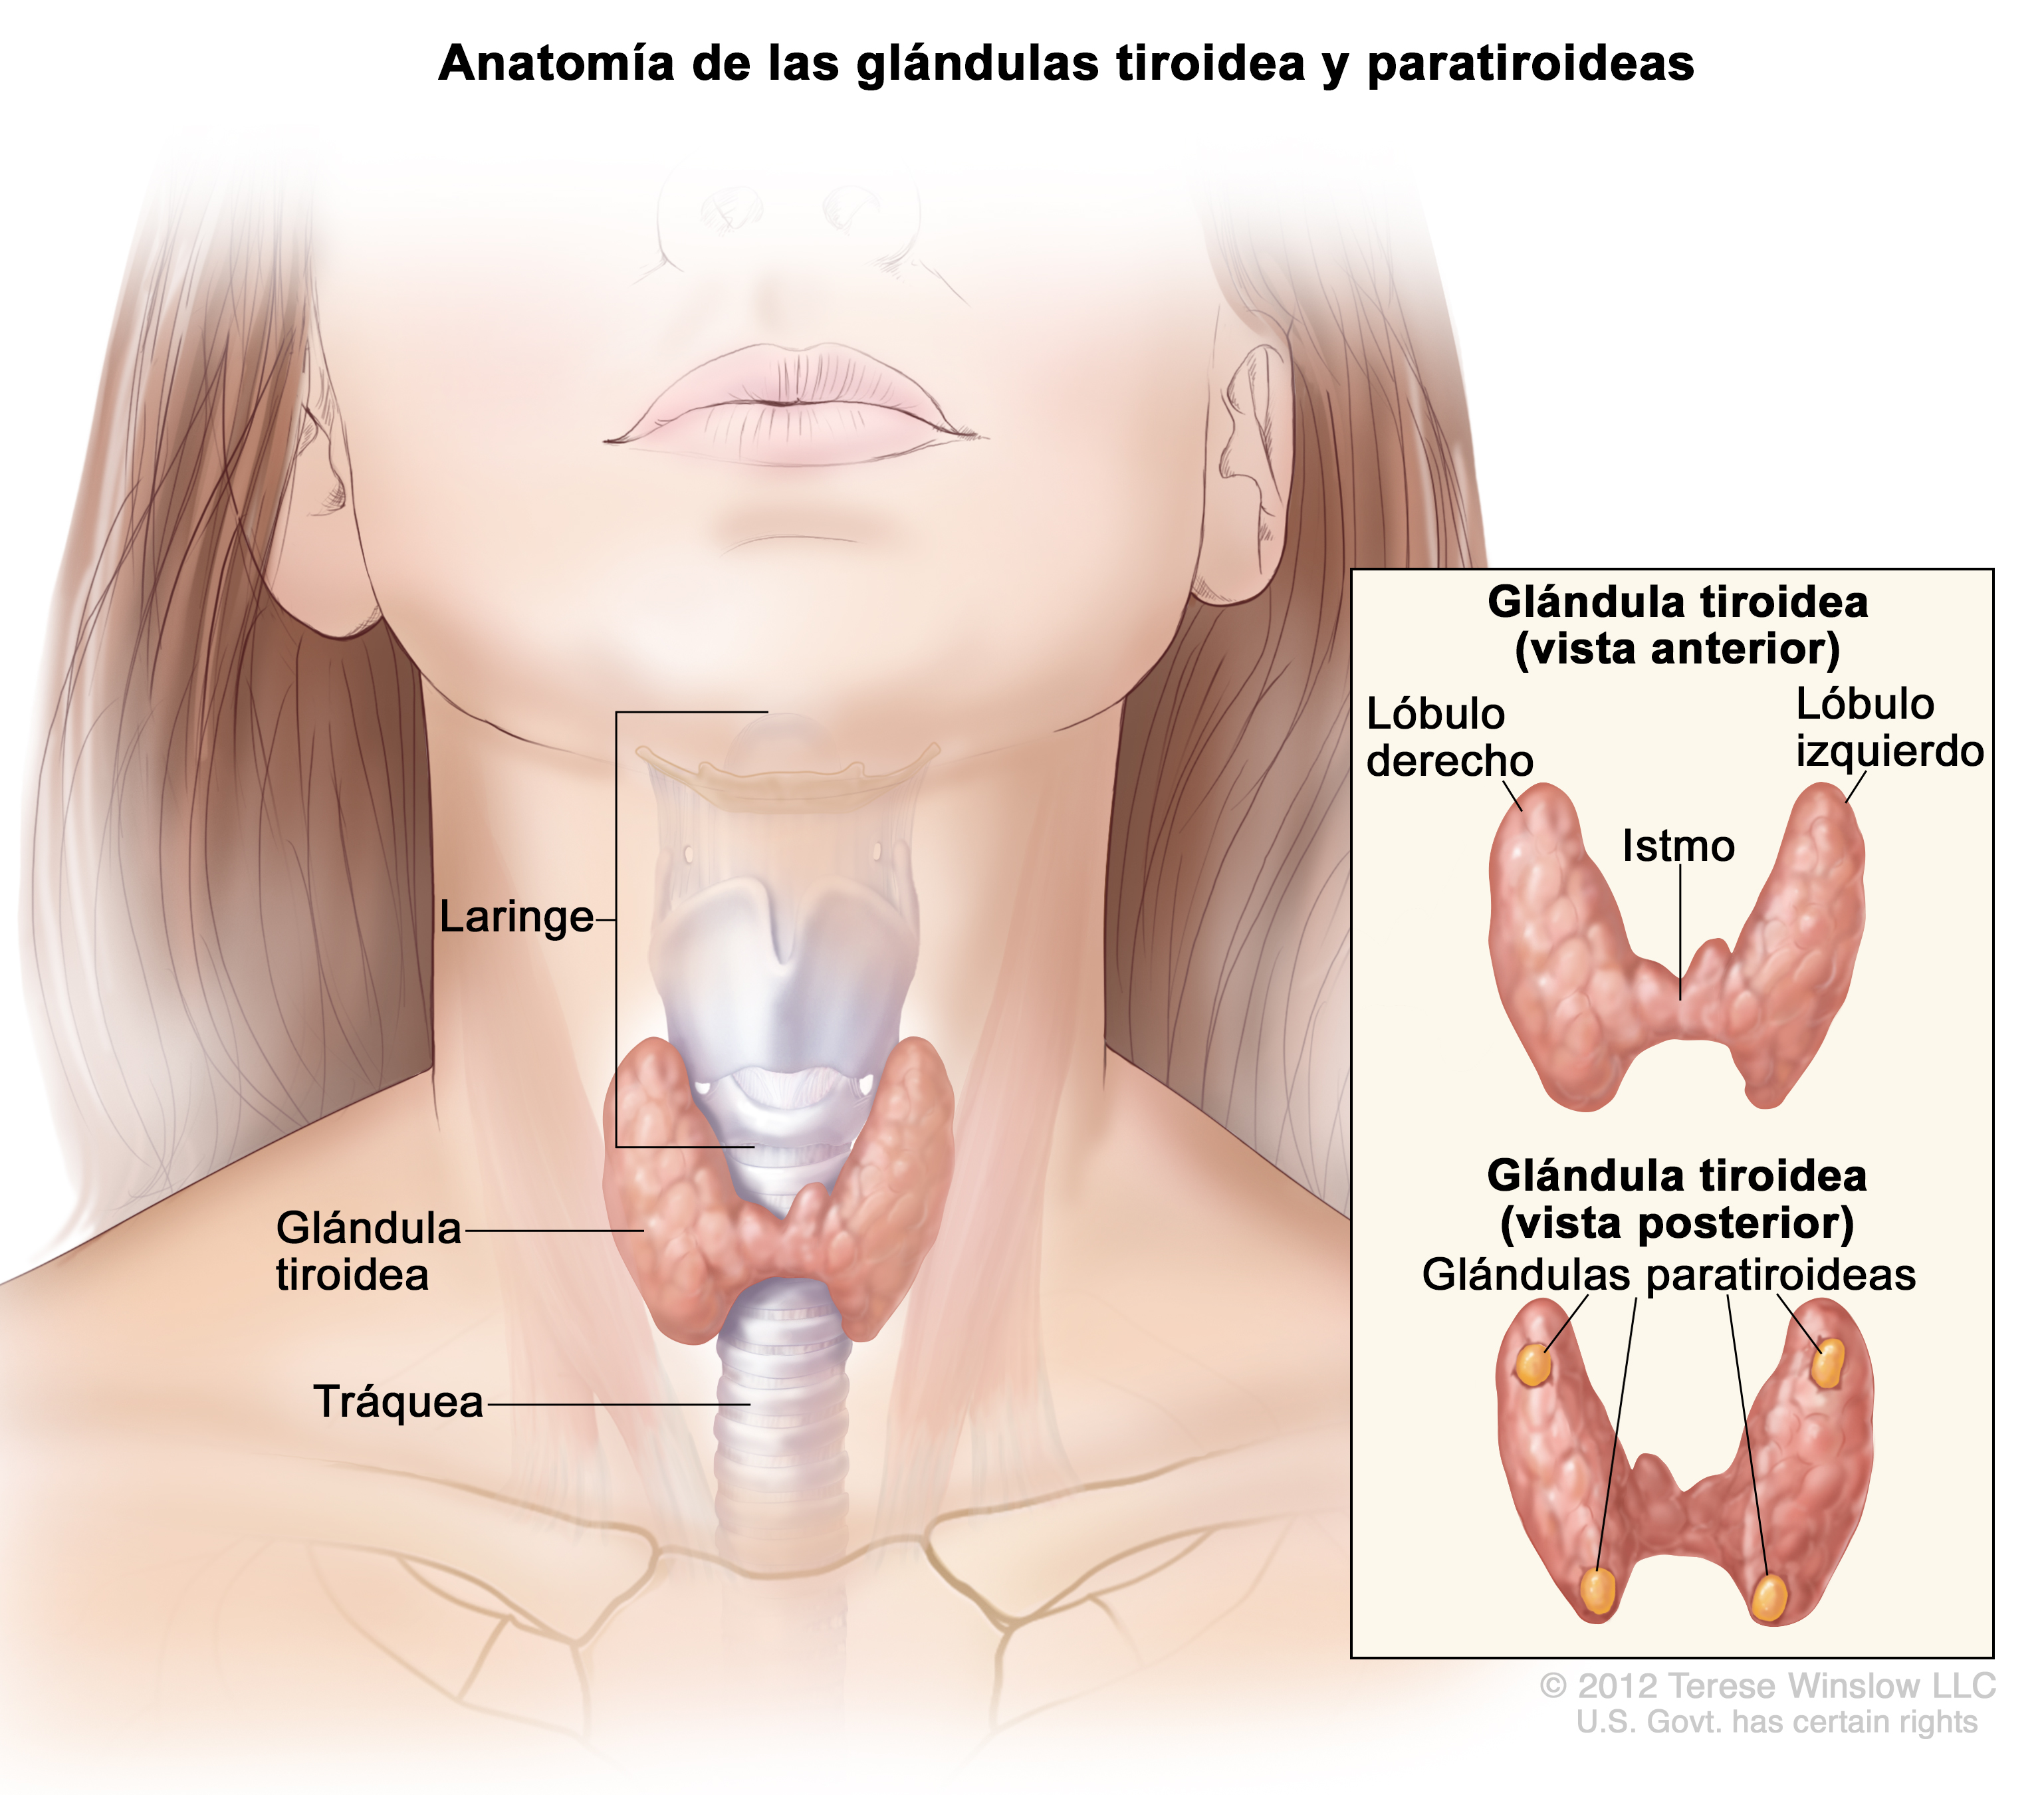 Anatomía de las glándulas tiroidea y paratiroideas
Laringe
Glándula
tiroidea
Tráquea
Glándula tiroidea
(vista anterior)
Lóbulo
derecho
Lóbulo
izquierdo
Istmo
Glándula tiroidea
(vista posterior)
Glándulas paratiroideas
© 2012 Terese Winslow LLC
U.S. Govt. has certain rights